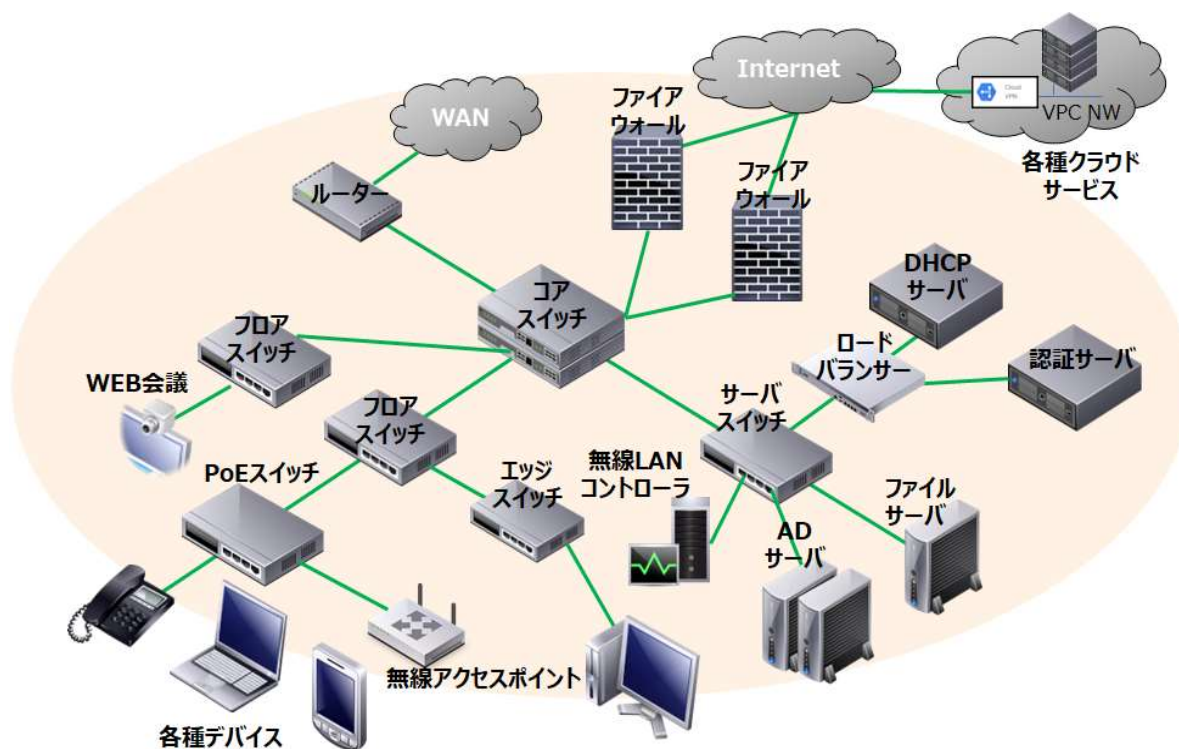 Internet
Cloud
VPN
VPC NW
各種クラウド
サービス
WAN
ファイア
ウォール
ファイア
ウォール
ルーター
コア
スイッチ
DHCP
サーバ
ロード
バランサー
認証サーバ
フロア
スイッチ
WEB会議
フロア
スイッチ
サーバ
スイッチ
PoEスイッチ
エッジ
スイッチ
無線LAN
コントローラ
AD
サーバ
ファイル
サーバ
無線アクセスポイント
各種デバイス